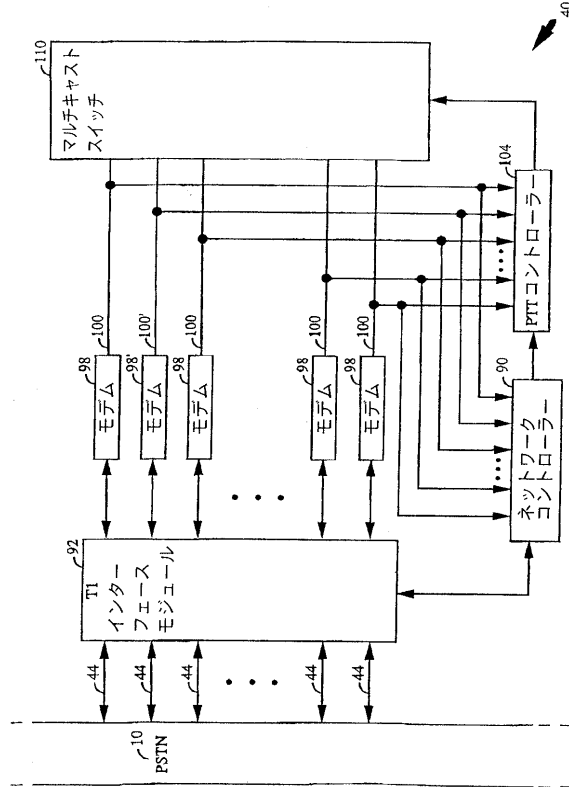 10
PSTN
44
44
44
44
44
92
T1
インター
フェース
モジュール
98
モデム
98'
モデム
98
モデム
98
モデム
98
モデム
100
100'
100
100
100
110
マルチキャスト
スイッチ
90
ネットワーク
コントローラー
104
PTTコントローラー
40